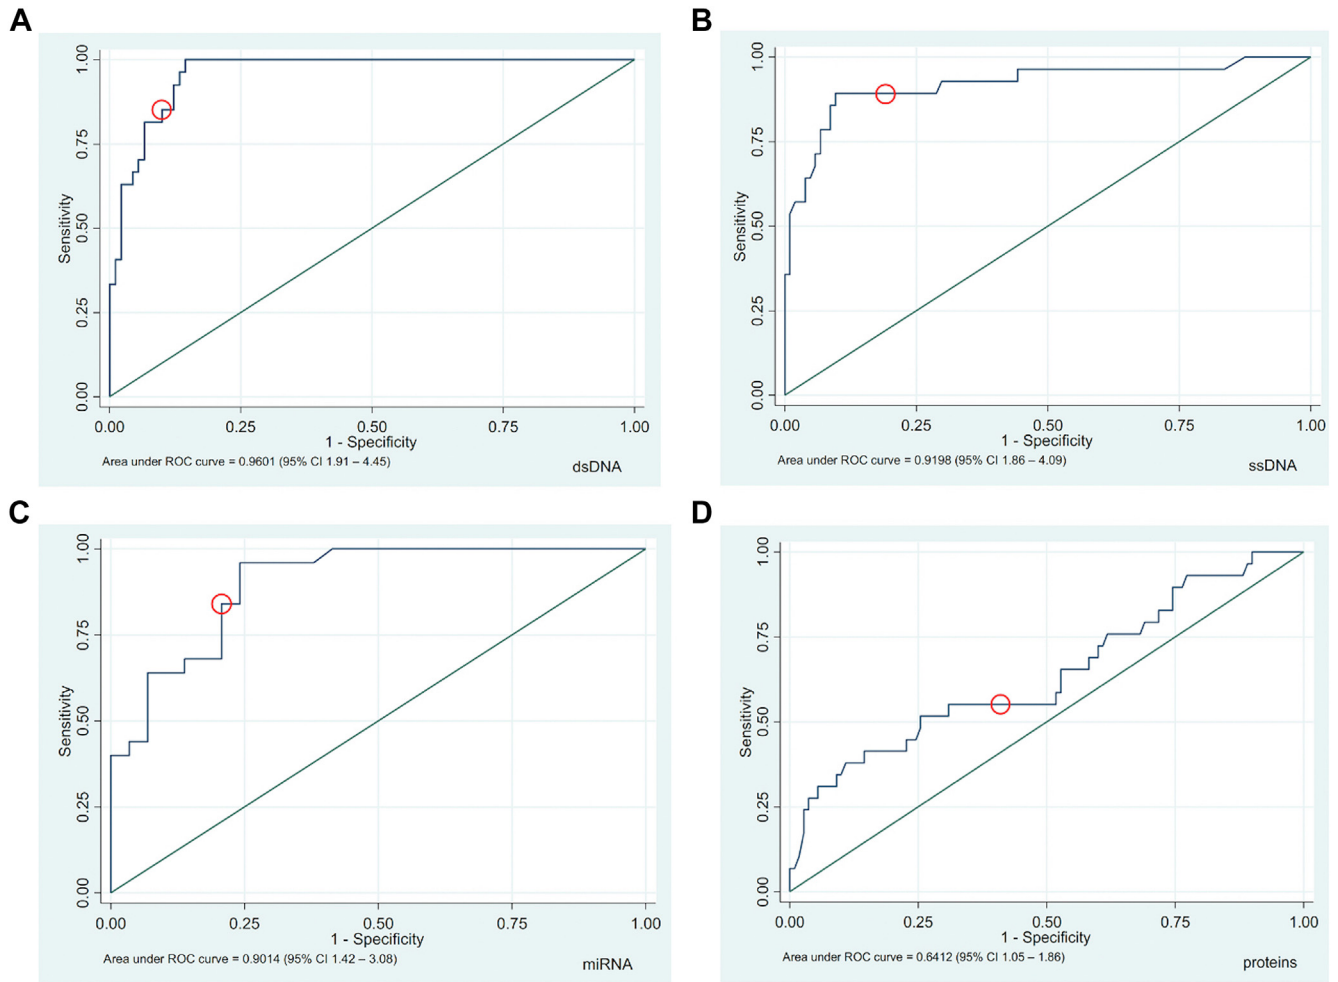 A
1.00
0.75
0.50
0.25
0.00
Sensitivity
0.00 0.25 0.50 0.75 1.00
1 - Specificity
Area under ROC curve = 0.9601 (95% CI 1.91 – 4.45)
dsDNA
B
1.00
0.75
0.50
0.25
0.00
Sensitivity
0.00 0.25 0.50 0.75 1.00
1 - Specificity
Area under ROC curve = 0.9198 (95% CI 1.86 – 4.09)
ssDNA
C
1.00
0.75
0.50
0.25
0.00
Sensitivity
0.00 0.25 0.50 0.75 1.00
1 - Specificity
Area under ROC curve = 0.9014 (95% CI 1.42 – 3.08)
miRNA
D
1.00
0.75
0.50
0.25
0.00
Sensitivity
0.00 0.25 0.50 0.75 1.00
1 - Specificity
Area under ROC curve = 0.6412 (95% CI 1.05 – 1.86)
proteins